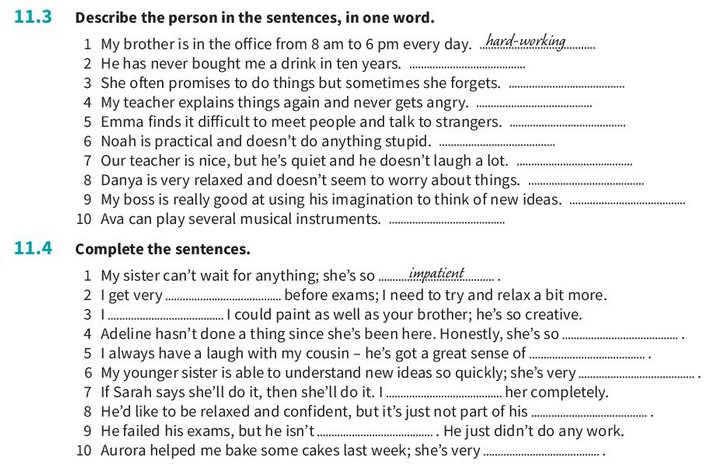 11.3 Describe the person in the sentences, in one word.
1 My brother is in the office from 8 am to 6 pm every day. hard-working
2 He has never bought me a drink in ten years. ..............................
3 She often promises to do things but sometimes she forgets. ..............................
4 My teacher explains things again and never gets angry. ..............................
5 Emma finds it difficult to meet people and talk to strangers. ..............................
6 Noah is practical and doesn't do anything stupid. ..............................
7 Our teacher is nice, but he's quiet and he doesn't laugh a lot. ..............................
8 Danya is very relaxed and doesn't seem to worry about things. ..............................
9 My boss is really good at using his imagination to think of new ideas. ..............................
10 Ava can play several musical instruments. ..............................
11.4 Complete the sentences.
1 My sister can't wait for anything; she's so impatient .
2 I get very .............................. before exams; I need to try and relax a bit more.
3 I .............................. I could paint as well as your brother; he's so creative.
4 Adeline hasn't done a thing since she's been here. Honestly, she's so .............................. .
5 I always have a laugh with my cousin – he's got a great sense of .............................. .
6 My younger sister is able to understand new ideas so quickly; she's very .............................. .
7 If Sarah says she'll do it, then she'll do it. I .............................. her completely.
8 He'd like to be relaxed and confident, but it's just not part of his .............................. .
9 He failed his exams, but he isn't .............................. . He just didn't do any work.
10 Aurora helped me bake some cakes last week; she's very .............................. .